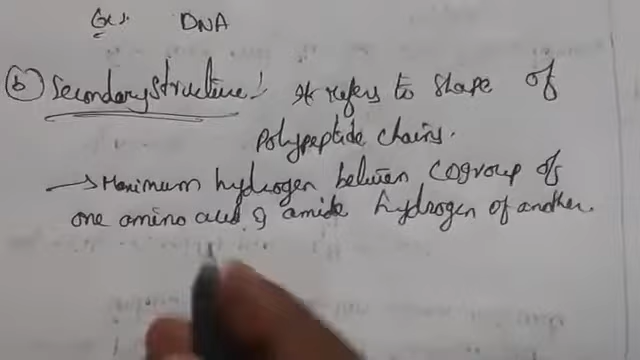 Ex: DNA
(b) Secondary structure: It refers to shape of
polypeptide chains.
→ Maximum hydrogen between CO group of
one amino acid & amide hydrogen of another.